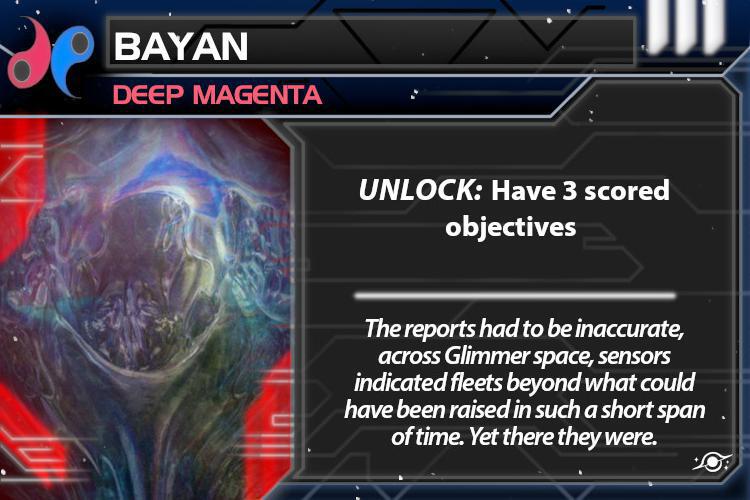 BAYAN
DEEP MAGENTA
UNLOCK: Have 3 scored
objectives
The reports had to be inaccurate,
across Glimmer space, sensors
indicated fleets beyond what could
have been raised in such a short span
of time. Yet there they were.